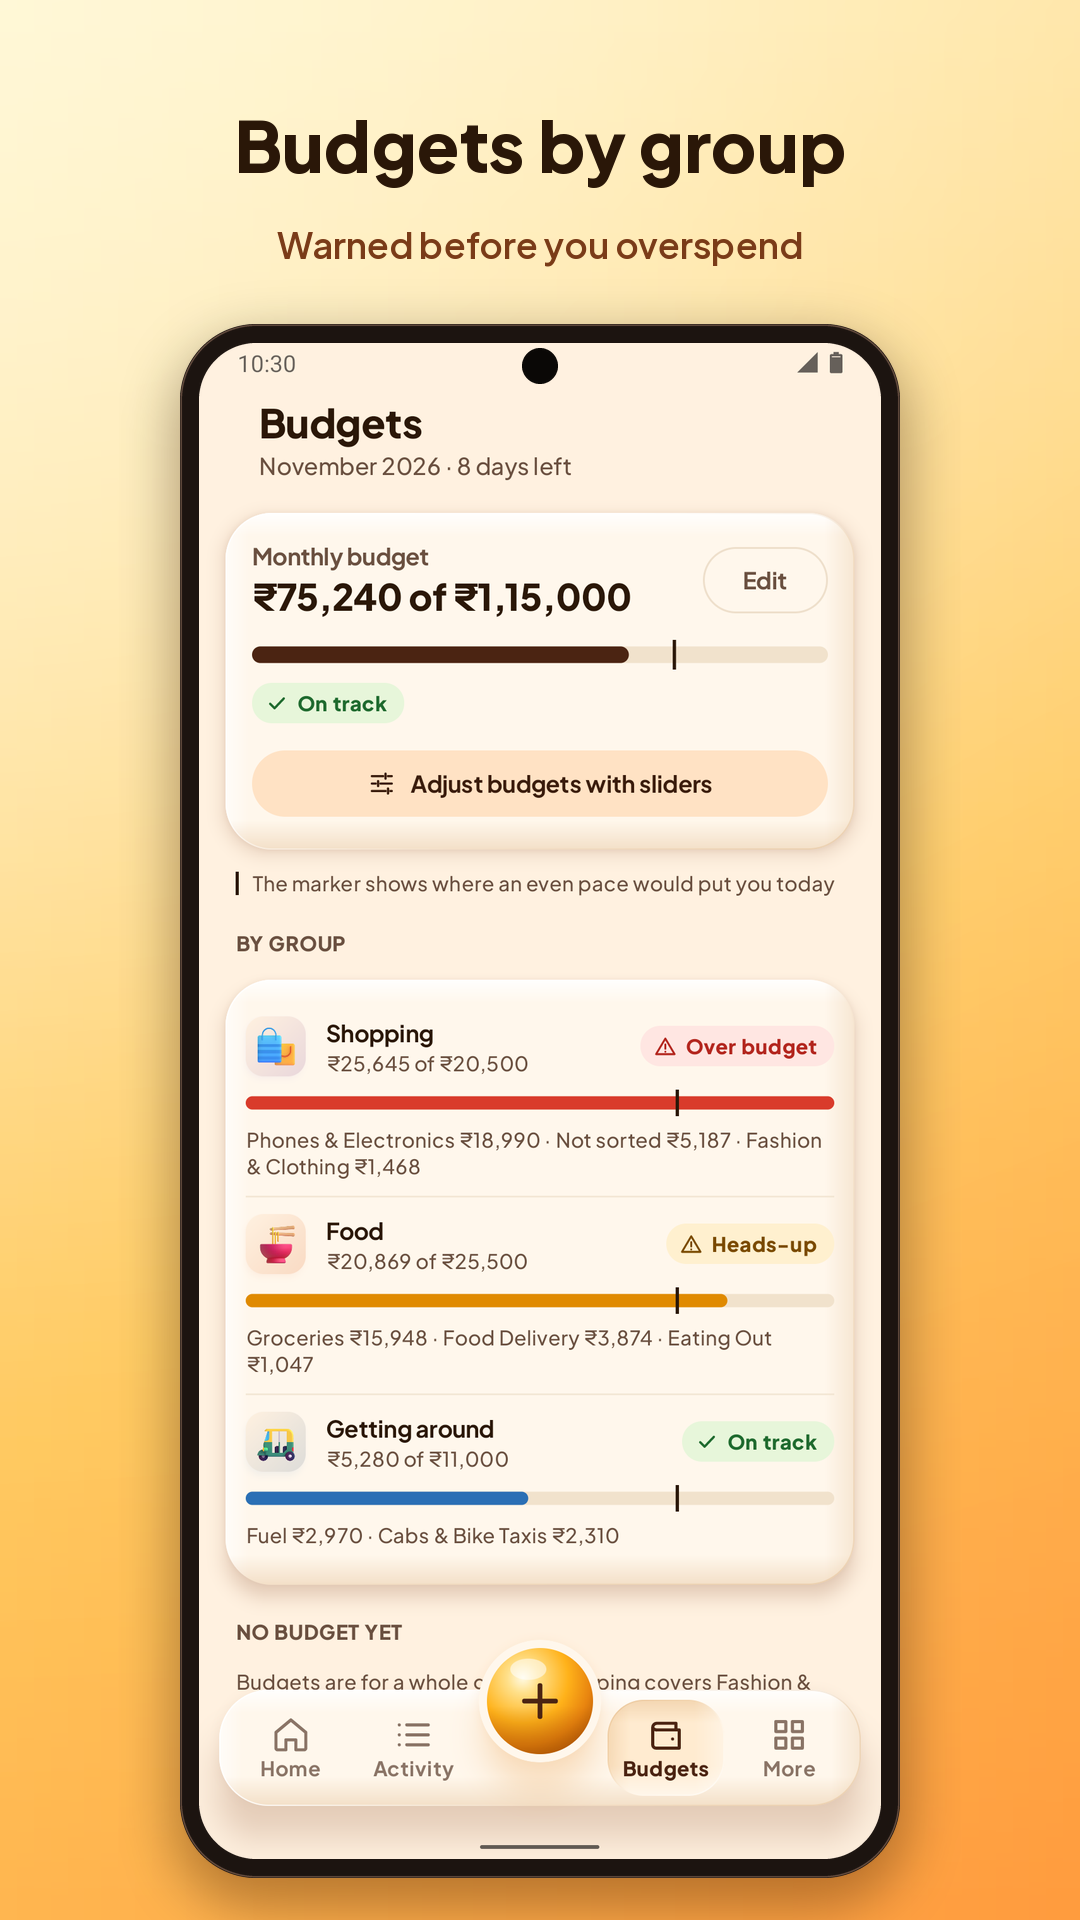 Budgets by group
Warned before you overspend
10:30
Budgets
November 2026 · 8 days left
Monthly budget
₹75,240 of ₹1,15,000
Edit
On track
Adjust budgets with sliders
The marker shows where an even pace would put you today
BY GROUP
Shopping
₹25,645 of ₹20,500
Over budget
Phones & Electronics ₹18,990 · Not sorted ₹5,187 · Fashion
& Clothing ₹1,468
Food
₹20,869 of ₹25,500
Heads-up
Groceries ₹15,948 · Food Delivery ₹3,874 · Eating Out
₹1,047
Getting around
₹5,280 of ₹11,000
On track
Fuel ₹2,970 · Cabs & Bike Taxis ₹2,310
NO BUDGET YET
Budgets are for a whole covers Fashion &
Home
Activity
Budgets
More